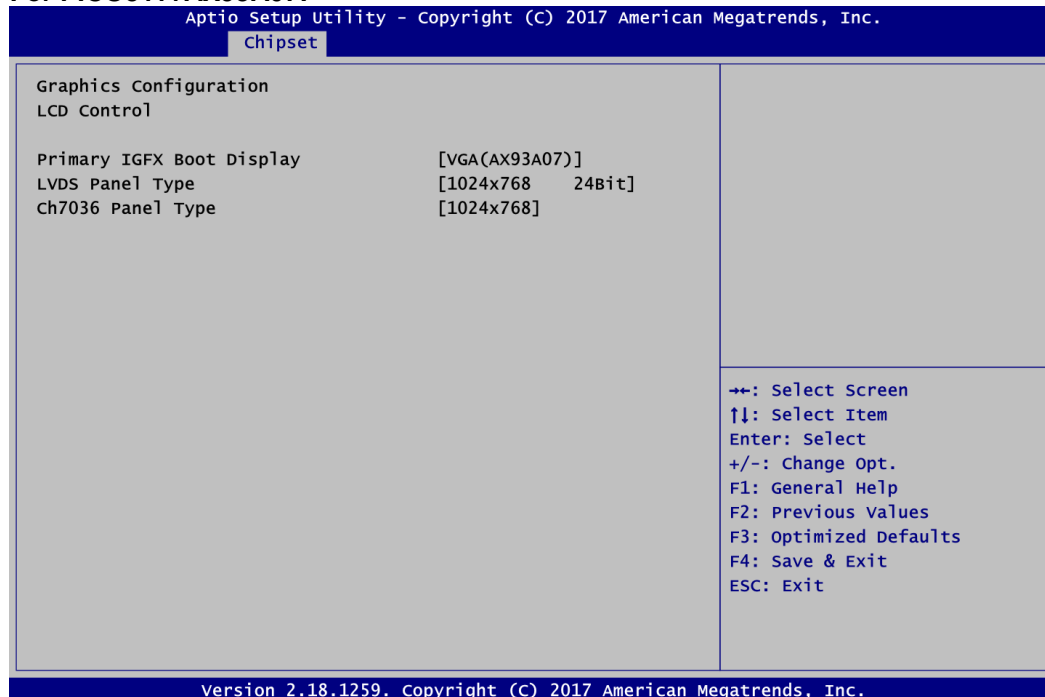 Aptio Setup Utility – Copyright (C) 2017 American Megatrends, Inc.
Chipset
Graphics Configuration
LCD Control
Primary IGFX Boot Display [VGA(AX93A07)]
LVDS Panel Type [1024x768 24Bit]
Ch7036 Panel Type [1024x768]
→←: Select Screen
↑↓: Select Item
Enter: Select
+/-: Change Opt.
F1: General Help
F2: Previous Values
F3: Optimized Defaults
F4: Save & Exit
ESC: Exit
Version 2.18.1259. Copyright (C) 2017 American Megatrends, Inc.